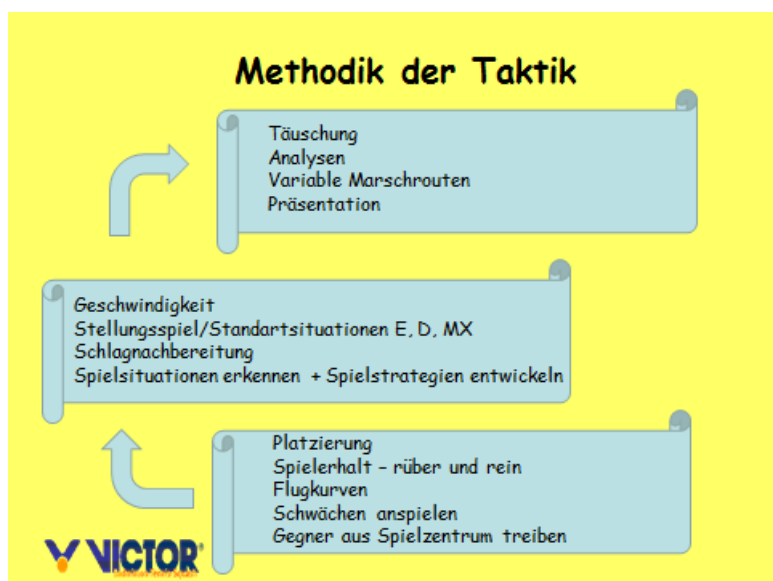 Methodik der Taktik
Täuschung
Analysen
Variable Marschrouten
Präsentation
Geschwindigkeit
Stellungsspiel/Standartsituationen E, D, MX
Schlagnachbereitung
Spielsituationen erkennen + Spielstrategien entwickeln
Platzierung
Spielerhalt – rüber und rein
Flugkurven
Schwächen anspielen
Gegner aus Spielzentrum treiben
VICTOR